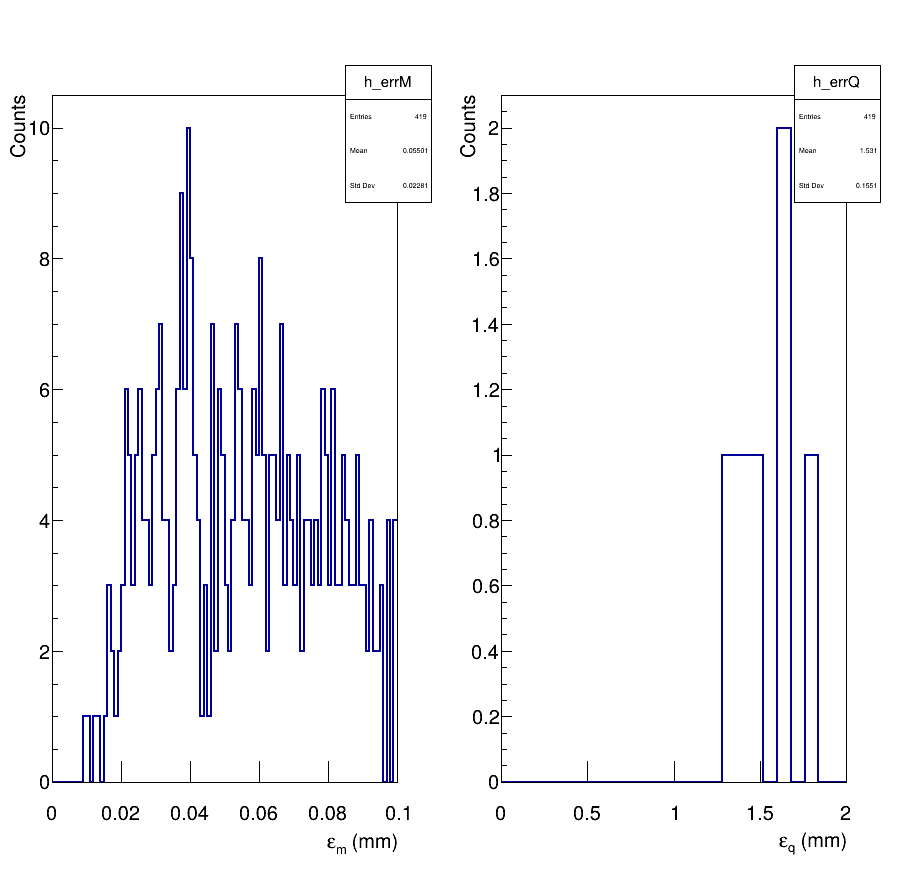 h_errM
Entries 419
Mean 0.05501
Std Dev 0.02281
Counts
10
8
6
4
2
0
0 0.02 0.04 0.06 0.08 0.1
εm (mm)
h_errQ
Entries 419
Mean 1.531
Std Dev 0.1551
Counts
2
1.8
1.6
1.4
1.2
1
0.8
0.6
0.4
0.2
0
0 0.5 1 1.5 2
εq (mm)